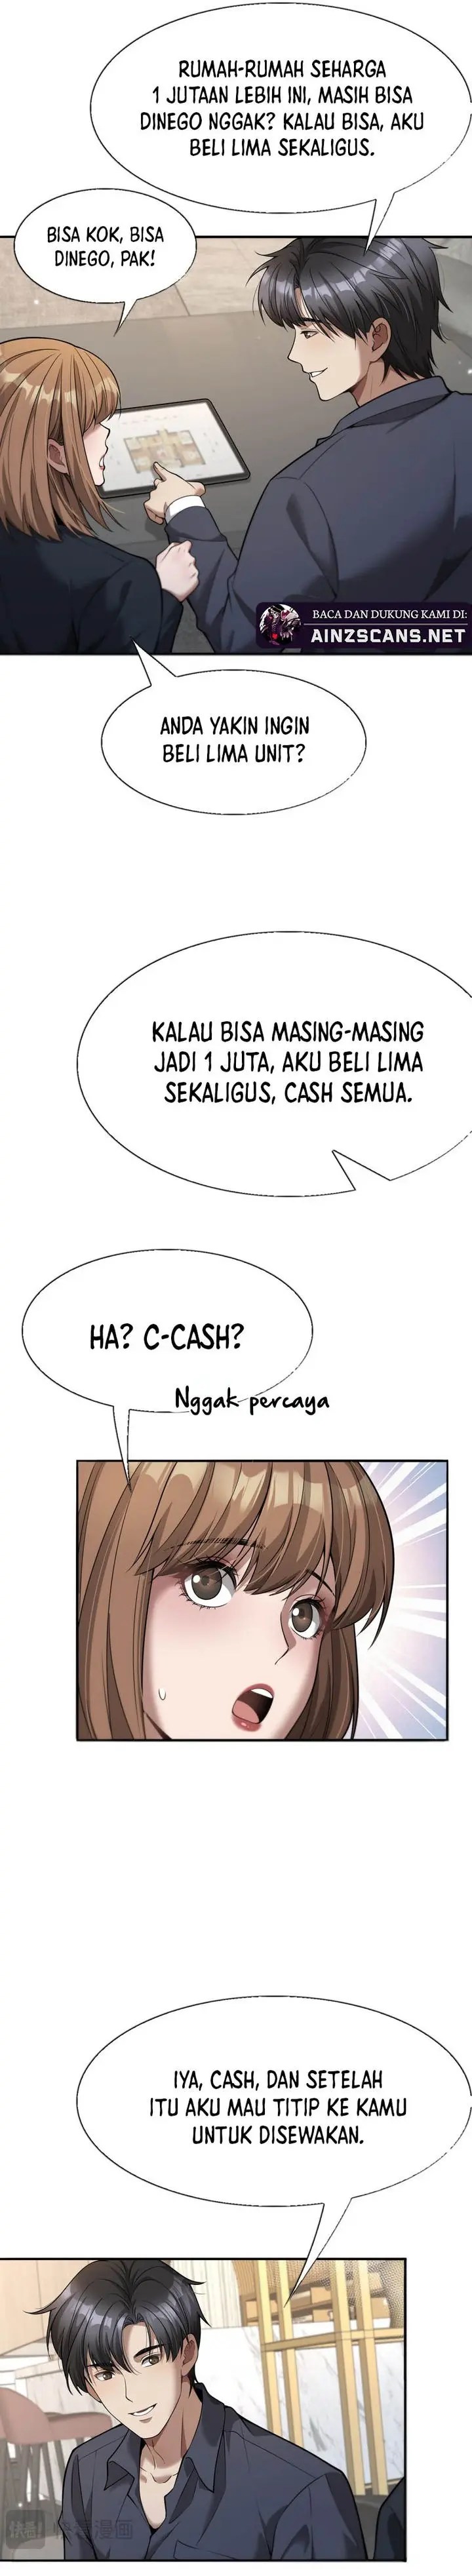 RUMAH-RUMAH SEHARGA
1 JUTAAN LEBIH INI, MASIH BISA
DINEGO NGGAK? KALAU BISA, AKU
BELI LIMA SEKALIGUS.
BISA KOK, BISA
DINEGO, PAK!
BACA DAN DUKUNG KAMI DI:
AINZSCANS.NET
ANDA YAKIN INGIN
BELI LIMA UNIT?
KALAU BISA MASING-MASING
JADI 1 JUTA, AKU BELI LIMA
SEKALIGUS, CASH SEMUA.
HA? C-CASH?
Nggak percaya
IYA, CASH, DAN SETELAH
ITU AKU MAU TITIP KE KAMU
UNTUK DISEWAKAN.